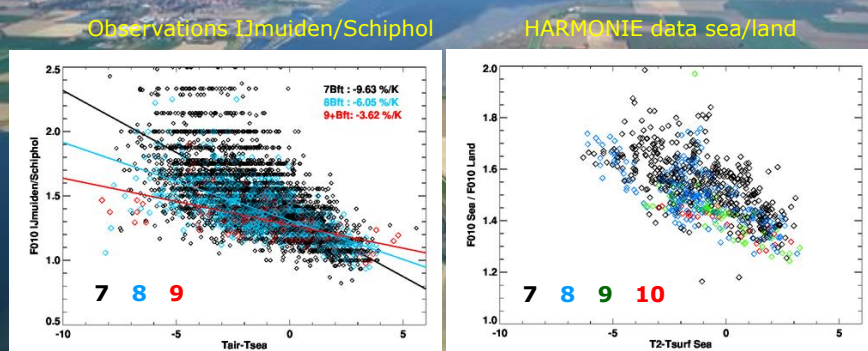 Observations IJmuiden/Schiphol
HARMONIE data sea/land
F010 IJmuiden/Schiphol
2.5
2.0
1.5
1.0
0.5
7Bft : -9.63 %/K
8Bft : -6.05 %/K
9+Bft: -3.62 %/K
7 8 9
-10 -5 0 5
Tair-Tsea
F010 Sea / F010 Land
2.0
1.8
1.6
1.4
1.2
1.0
7 8 9 10
-10 -5 0 5
T2-Tsurf Sea